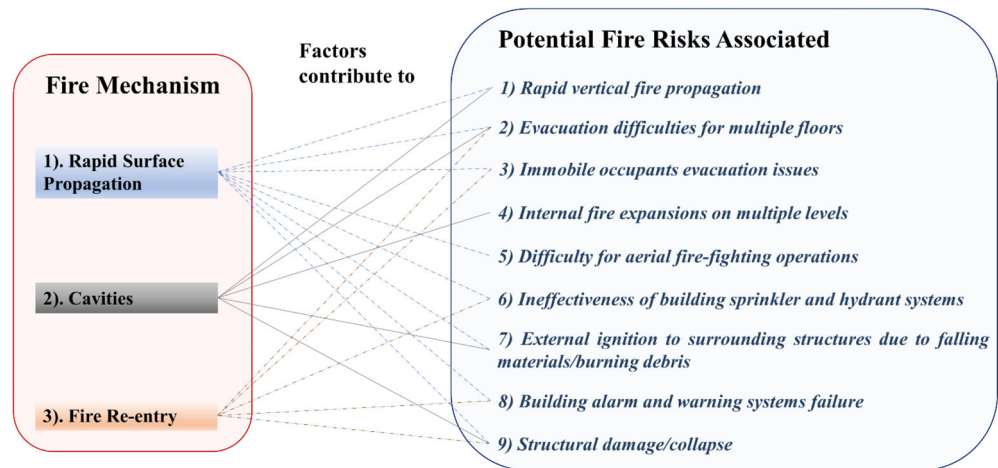 Fire Mechanism
1). Rapid Surface
Propagation
2). Cavities
3). Fire Re-entry
Factors
contribute to
Potential Fire Risks Associated
1) Rapid vertical fire propagation
2) Evacuation difficulties for multiple floors
3) Immobile occupants evacuation issues
4) Internal fire expansions on multiple levels
5) Difficulty for aerial fire-fighting operations
6) Ineffectiveness of building sprinkler and hydrant systems
7) External ignition to surrounding structures due to falling
materials/burning debris
8) Building alarm and warning systems failure
9) Structural damage/collapse